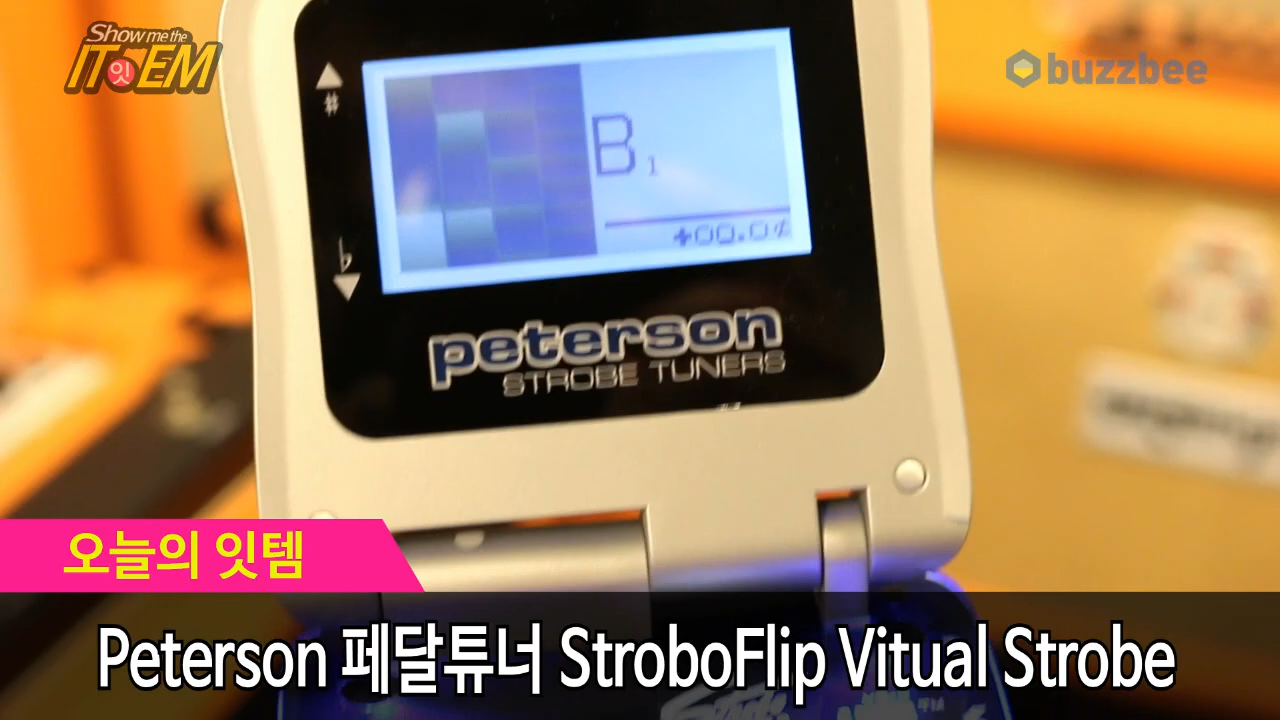 Show me the
IT잇EM
buzzbee
♯
B1
+00.0¢
♭
peterson
STROBE TUNERS
오늘의 잇템
Peterson 페달튜너 StroboFlip Vitual Strobe